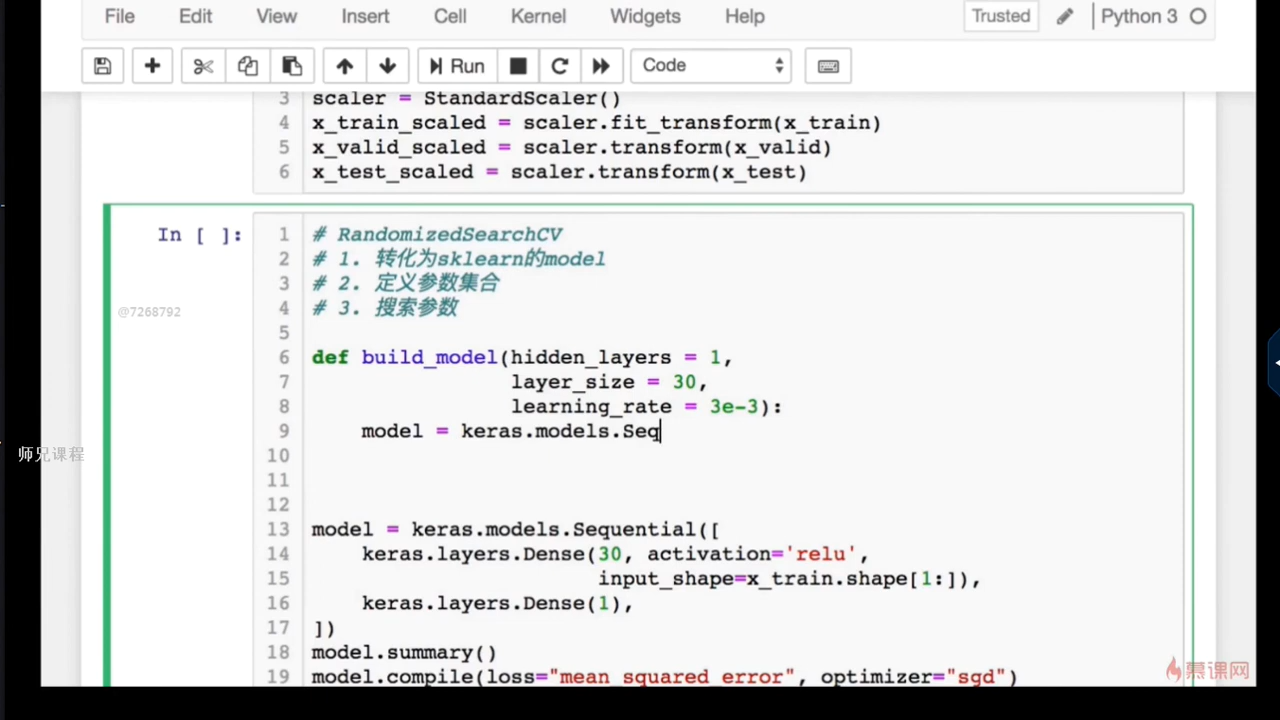 File Edit View Insert Cell Kernel Widgets Help Trusted Python 3
Run Code
3 scaler = StandardScaler()
4 x_train_scaled = scaler.fit_transform(x_train)
5 x_valid_scaled = scaler.transform(x_valid)
6 x_test_scaled = scaler.transform(x_test)
In [ ]: 1 # RandomizedSearchCV
2 # 1. 转化为sklearn的model
3 # 2. 定义参数集合
4 # 3. 搜索参数
@7268792
5
6 def build_model(hidden_layers = 1,
7 layer_size = 30,
8 learning_rate = 3e-3):
9 model = keras.models.Seq
师兄课程
10
11
12
13 model = keras.models.Sequential([
14 keras.layers.Dense(30, activation='relu',
15 input_shape=x_train.shape[1:]),
16 keras.layers.Dense(1),
17 ])
18 model.summary()
19 model.compile(loss="mean_squared_error", optimizer="sgd")
慕课网